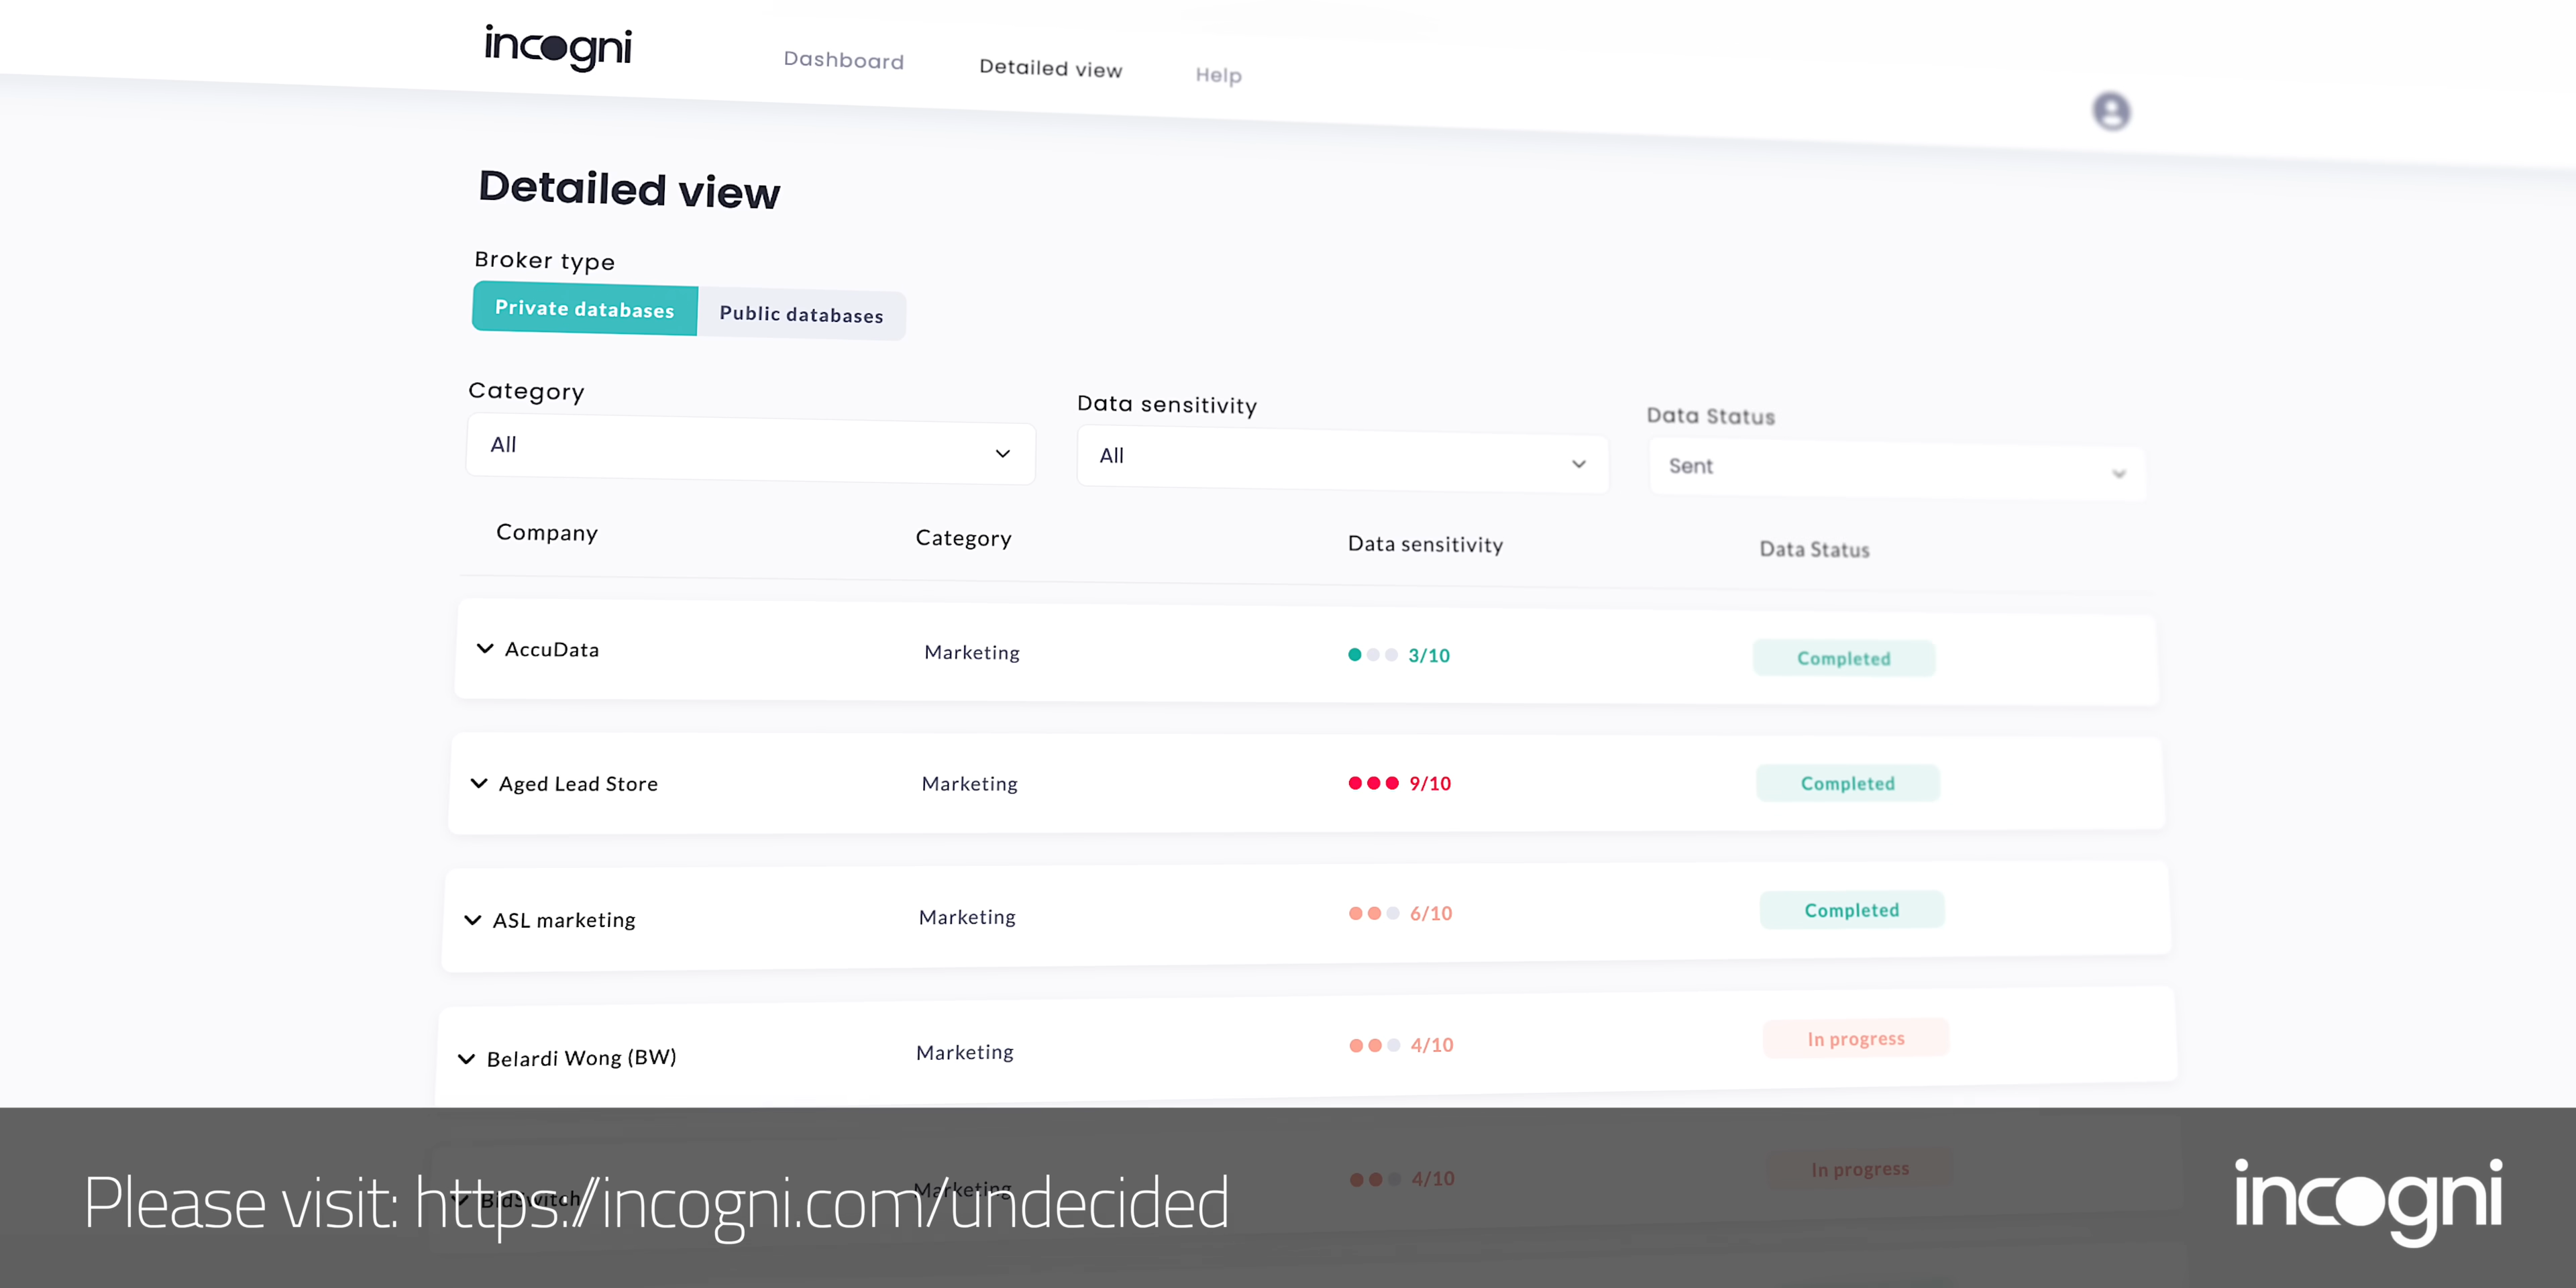 incogni
Dashboard
Detailed view
Help
Detailed view
Broker type
Private databases
Public databases
Category
Data sensitivity
Data Status
All
All
Sent
Company
Category
Data sensitivity
Data Status
AccuData
Marketing
3/10
Completed
Aged Lead Store
Marketing
9/10
Completed
ASL marketing
Marketing
6/10
Completed
Belardi Wong (BW)
Marketing
4/10
In progress
BidSwitch
Marketing
4/10
In progress
Please visit: https://incogni.com/undecided
incogni